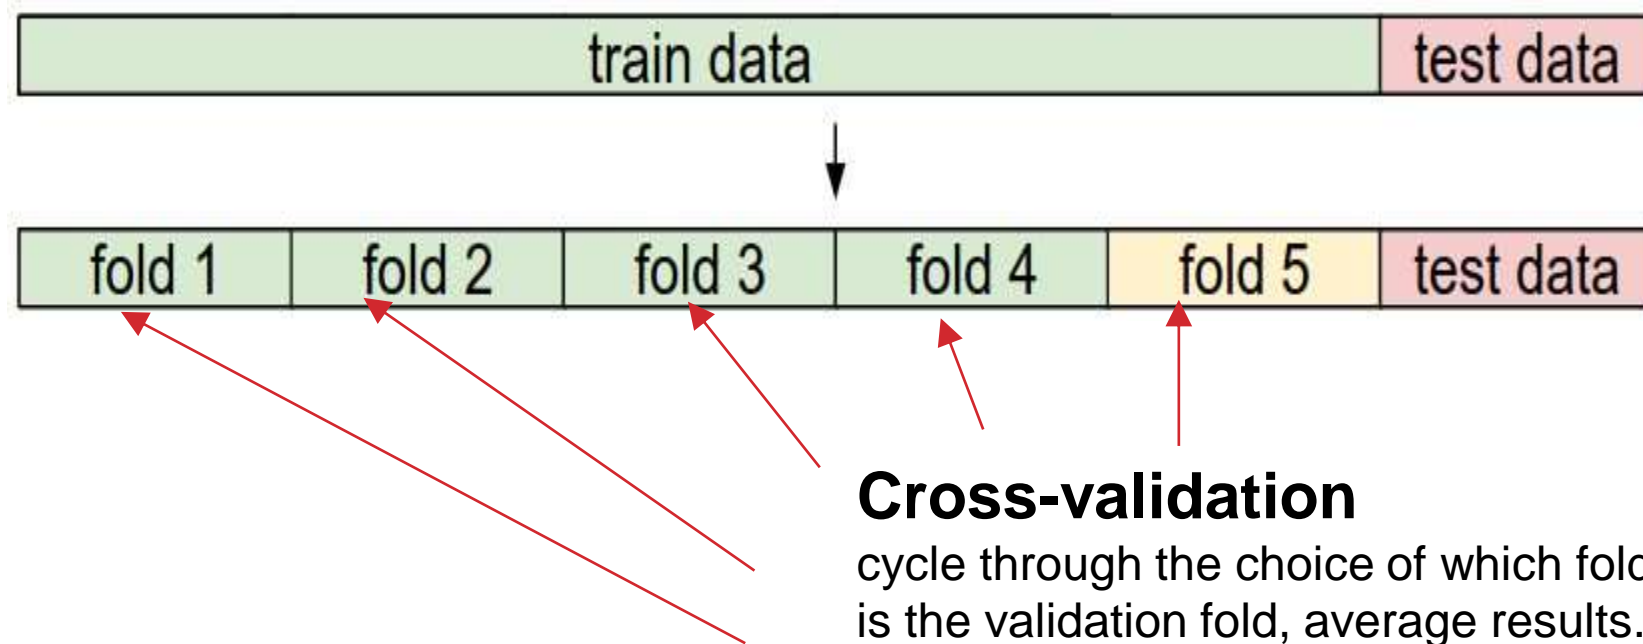 train data test data
fold 1 fold 2 fold 3 fold 4 fold 5 test data
Cross-validation
cycle through the choice of which fold
is the validation fold, average results.